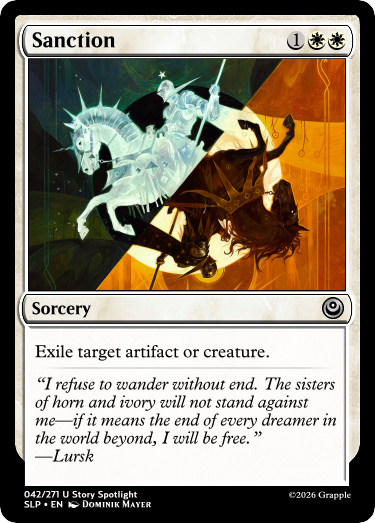 Sanction 1
Sorcery
Exile target artifact or creature.
“I refuse to wander without end. The sisters
of horn and ivory will not stand against
me—if it means the end of every dreamer in
the world beyond, I will be free.”
—Lursk
042/271 U Story Spotlight
SLP • EN Dominik Mayer
©2026 Grapple